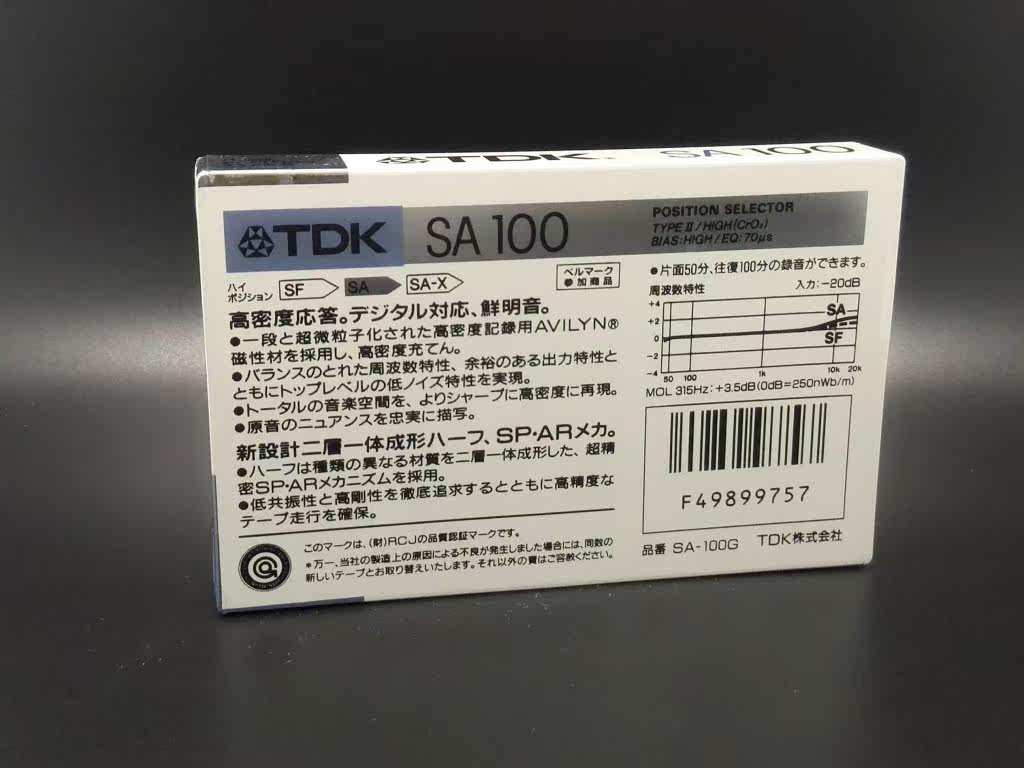 TDK SA 100
TDK SA 100
POSITION SELECTOR
TYPE II/HIGH(CrO₂)
BIAS:HIGH/EQ:70μs
ハイ
ポジション
SF SA SA-X
ベルマーク
参加商品
高密度応答。デジタル対応、鮮明音。
●一段と超微粒子化された高密度記録用AVILYN®
磁性材を採用し、高密度充てん。
●バランスのとれた周波数特性、余裕のある出力特性と
ともにトップレベルの低ノイズ特性を実現。
●トータルの音楽空間を、よりシャープに高密度に再現。
●原音のニュアンスを忠実に描写。
新設計二層一体成形ハーフ、SP・ARメカ。
●ハーフは種類の異なる材質を二層一体成形した、超精
密SP・ARメカニズムを採用。
●低共振性と高剛性を徹底追求するとともに高精度な
テープ走行を確保。
このマークは、(財)RCJの品質認証マークです。
*万一、当社の製造上の原因による不良が発生しました場合には、同数の
新しいテープとお取り替えいたします。それ以外の責はご容赦ください。
●片面50分、往復100分の録音ができます。
周波数特性 入力:-20dB
+4
+2
0
-2
-4
SA
SF
50 100 1k 10k 20k
MOL 315Hz:+3.5dB(0dB=250nWb/m)
F49899757
品番 SA-100G TDK株式会社